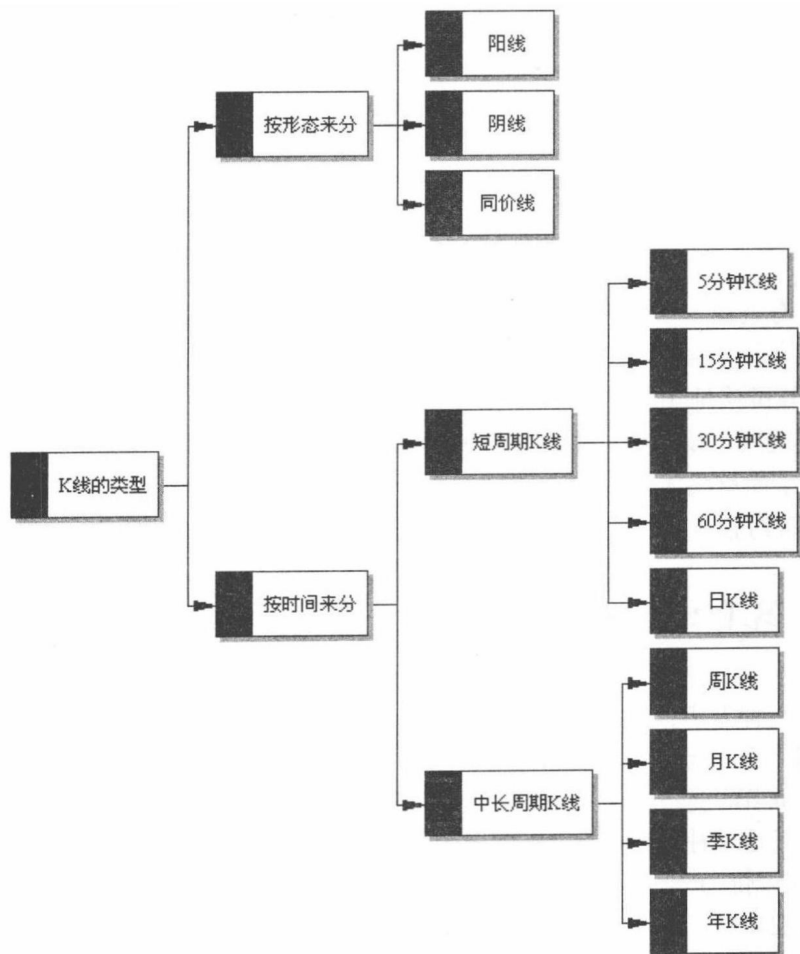 K线的类型
按形态来分
阳线
阴线
同价线
按时间来分
短周期K线
5分钟K线
15分钟K线
30分钟K线
60分钟K线
日K线
中长周期K线
周K线
月K线
季K线
年K线